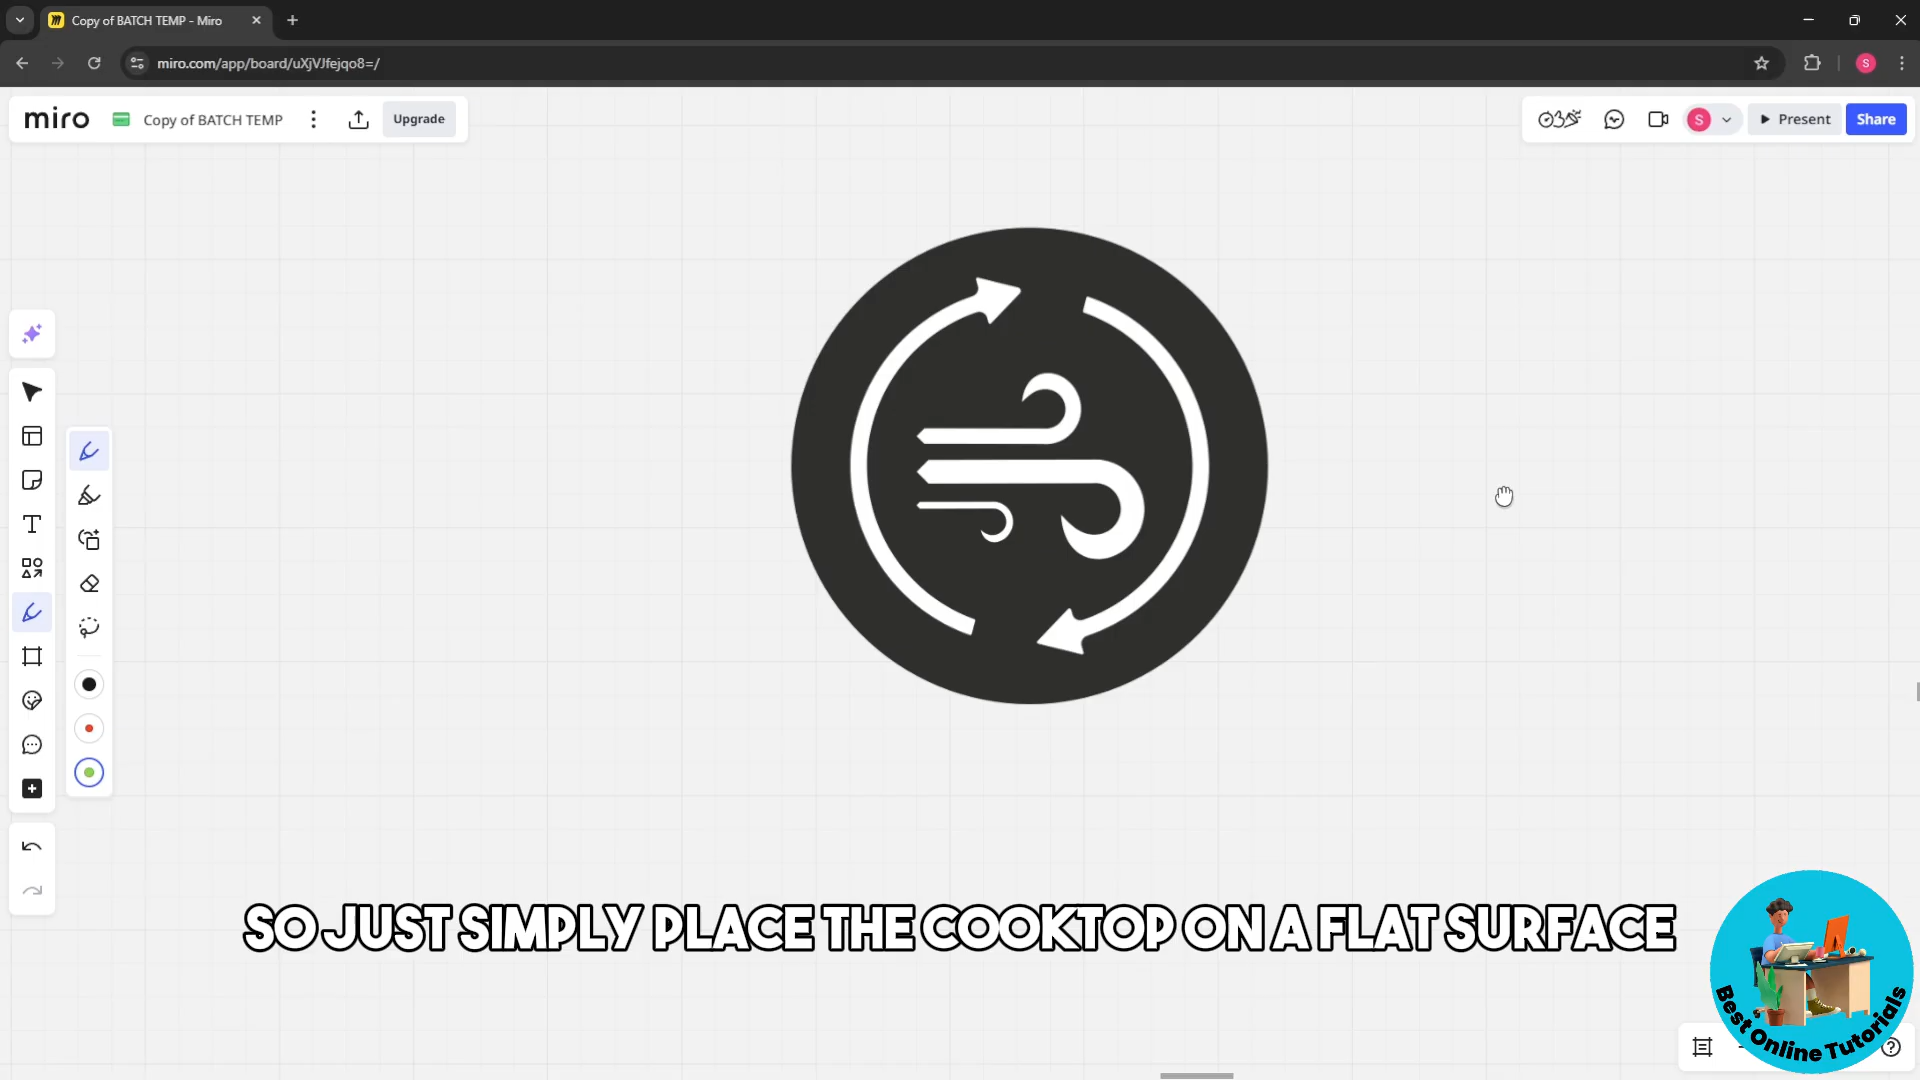 Copy of BATCH TEMP - Miro
miro.com/app/board/uXjVJfejqo8=/
S
miro
Copy of BATCH TEMP
Upgrade
S
Present
Share
SO JUST SIMPLY PLACE THE COOKTOP ON A FLAT SURFACE
Best Online Tutorials